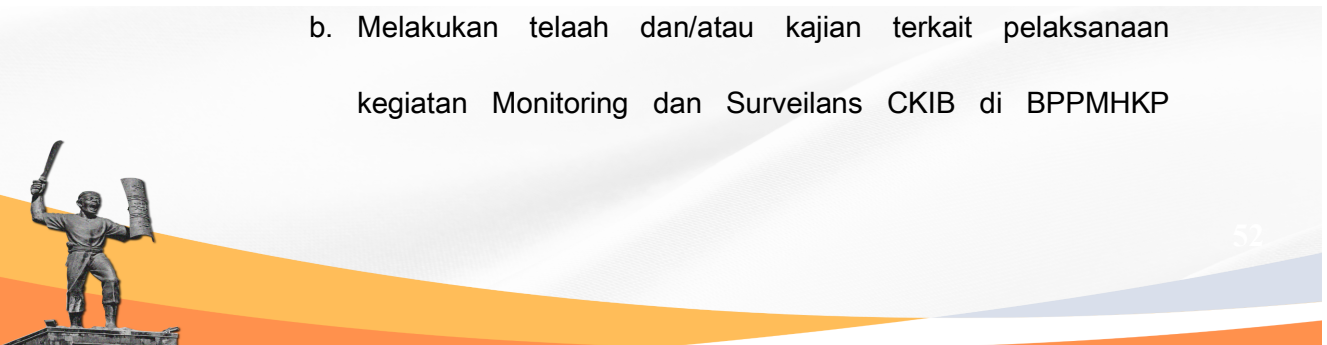 b. Melakukan telaah dan/atau kajian terkait pelaksanaan
kegiatan Monitoring dan Surveilans CKIB di BPPMHKP
52